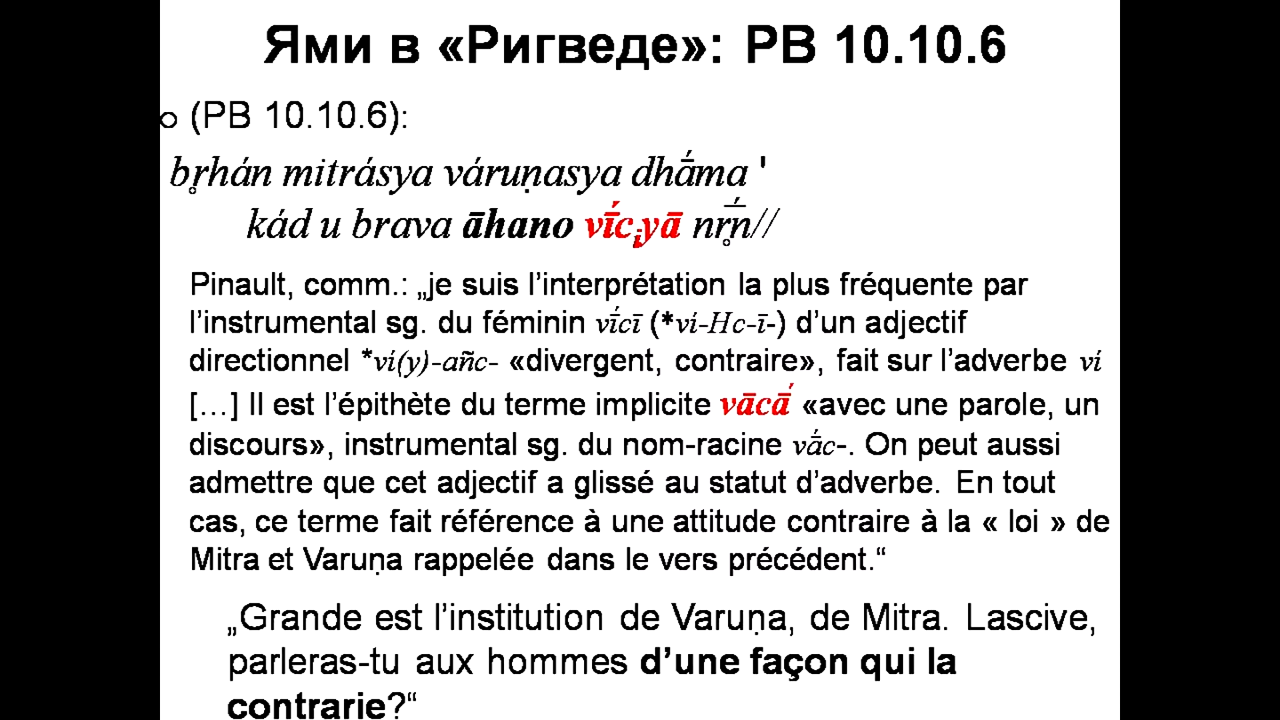 Ями в «Ригведе»: РВ 10.10.6
o (РВ 10.10.6):
br̥hán mitrásya váruṇasya dhā́ma '
kád u brava āhano vī́cᵢyā nr̥̄́n//
Pinault, comm.: „je suis l’interprétation la plus fréquente par
l’instrumental sg. du féminin vī́cī (*ví-Hc-ī-) d’un adjectif
directionnel *ví(y)-añc- «divergent, contraire», fait sur l’adverbe ví
[…] Il est l’épithète du terme implicite vācā́ «avec une parole, un
discours», instrumental sg. du nom-racine vā́c-. On peut aussi
admettre que cet adjectif a glissé au statut d’adverbe. En tout
cas, ce terme fait référence à une attitude contraire à la « loi » de
Mitra et Varuṇa rappelée dans le vers précédent.“
„Grande est l’institution de Varuṇa, de Mitra. Lascive,
parleras-tu aux hommes d’une façon qui la
contrarie?“